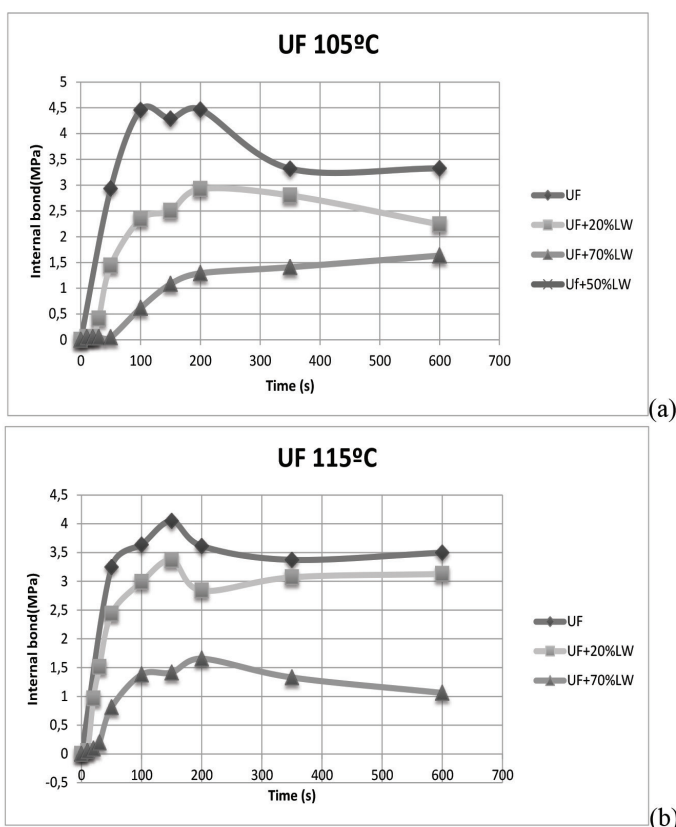 UF 105ºC
5
4,5
4
3,5
3
2,5
2
1,5
1
0,5
0
Internal bond(MPa)
0 100 200 300 400 500 600 700
Time (s)
UF
UF+20%LW
UF+70%LW
Uf+50%LW
(a)
UF 115ºC
4,5
4
3,5
3
2,5
2
1,5
1
0,5
0
-0,5
Internal bond(MPa)
0 100 200 300 400 500 600 700
Time (s)
UF
UF+20%LW
UF+70%LW
(b)